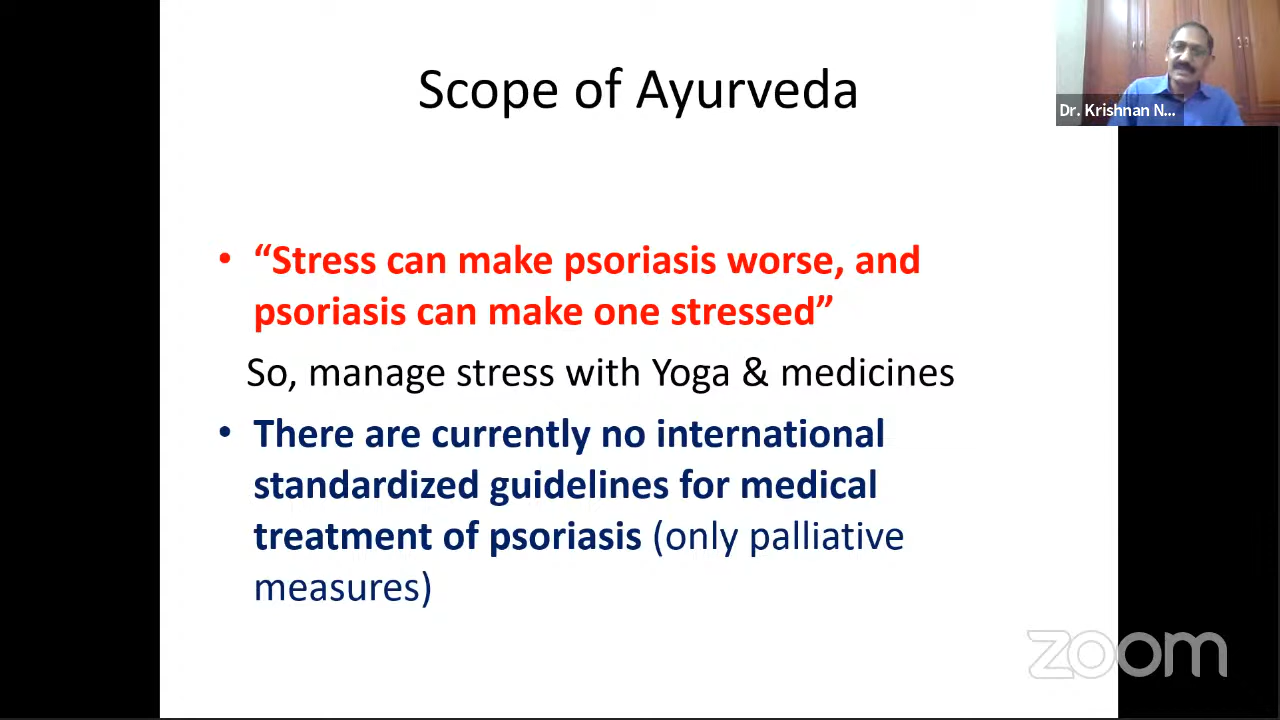 Scope of Ayurveda
Dr. Krishnan N...
• “Stress can make psoriasis worse, and
psoriasis can make one stressed”
So, manage stress with Yoga & medicines
• There are currently no international
standardized guidelines for medical
treatment of psoriasis (only palliative
measures)
zoom